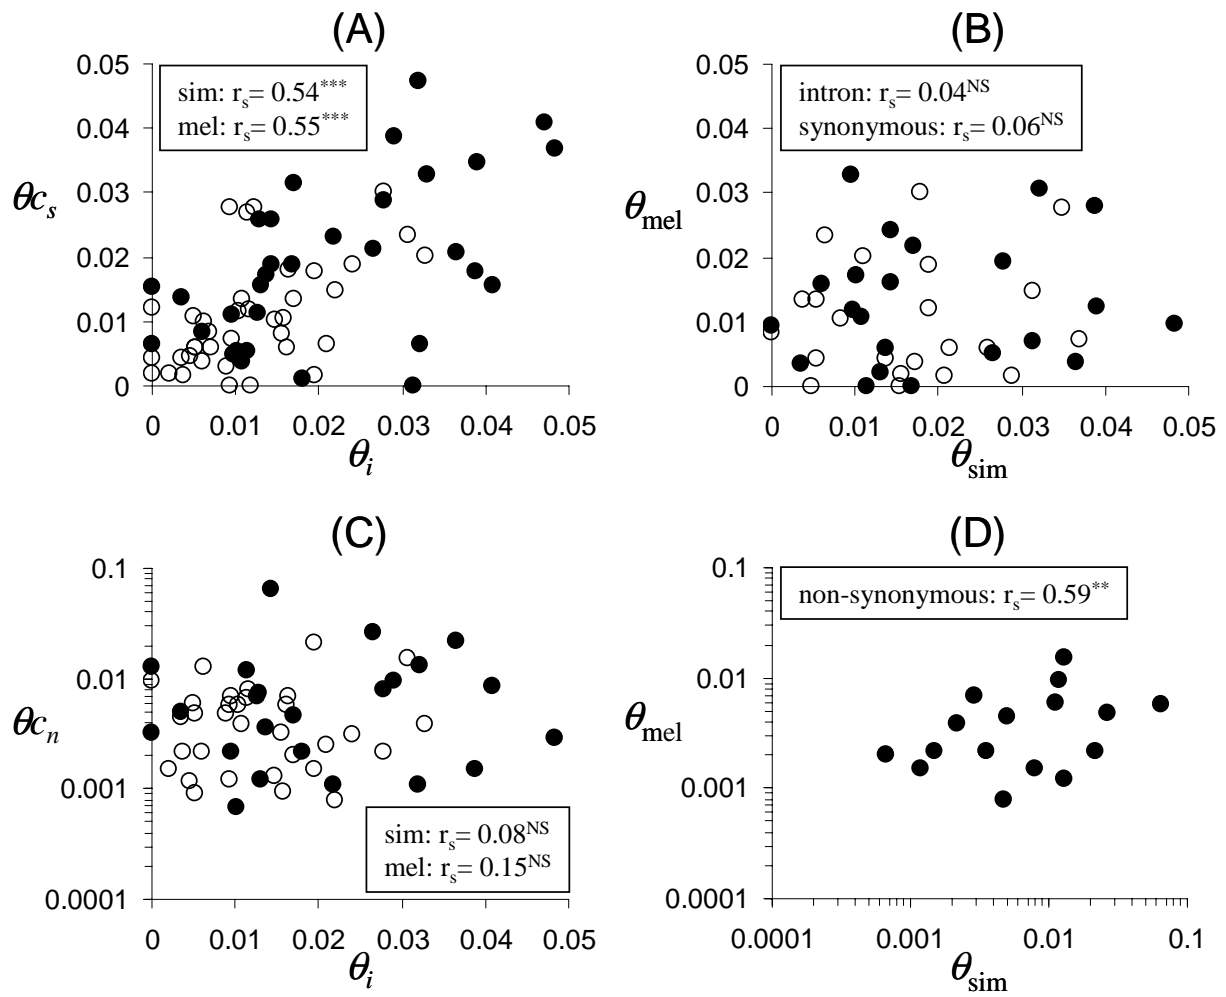 (A)
0.05
0.04
0.03
0.02
0.01
0
θc_s
sim: r_s= 0.54***
mel: r_s= 0.55***
0 0.01 0.02 0.03 0.04 0.05
θ_i
(B)
0.05
0.04
0.03
0.02
0.01
0
θ_mel
intron: r_s= 0.04^NS
synonymous: r_s= 0.06^NS
0 0.01 0.02 0.03 0.04 0.05
θ_sim
(C)
0.1
0.01
0.001
0.0001
θc_n
sim: r_s= 0.08^NS
mel: r_s= 0.15^NS
0 0.01 0.02 0.03 0.04 0.05
θ_i
(D)
0.1
0.01
0.001
0.0001
θ_mel
non-synonymous: r_s= 0.59**
0.0001 0.001 0.01 0.1
θ_sim